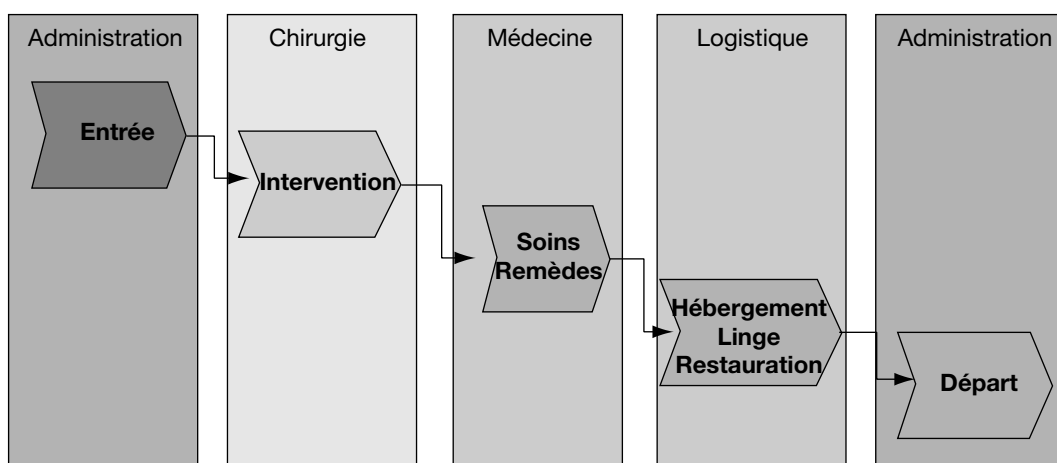 Administration
Chirurgie
Médecine
Logistique
Administration
Entrée
Intervention
Soins
Remèdes
Hébergement
Linge
Restauration
Départ